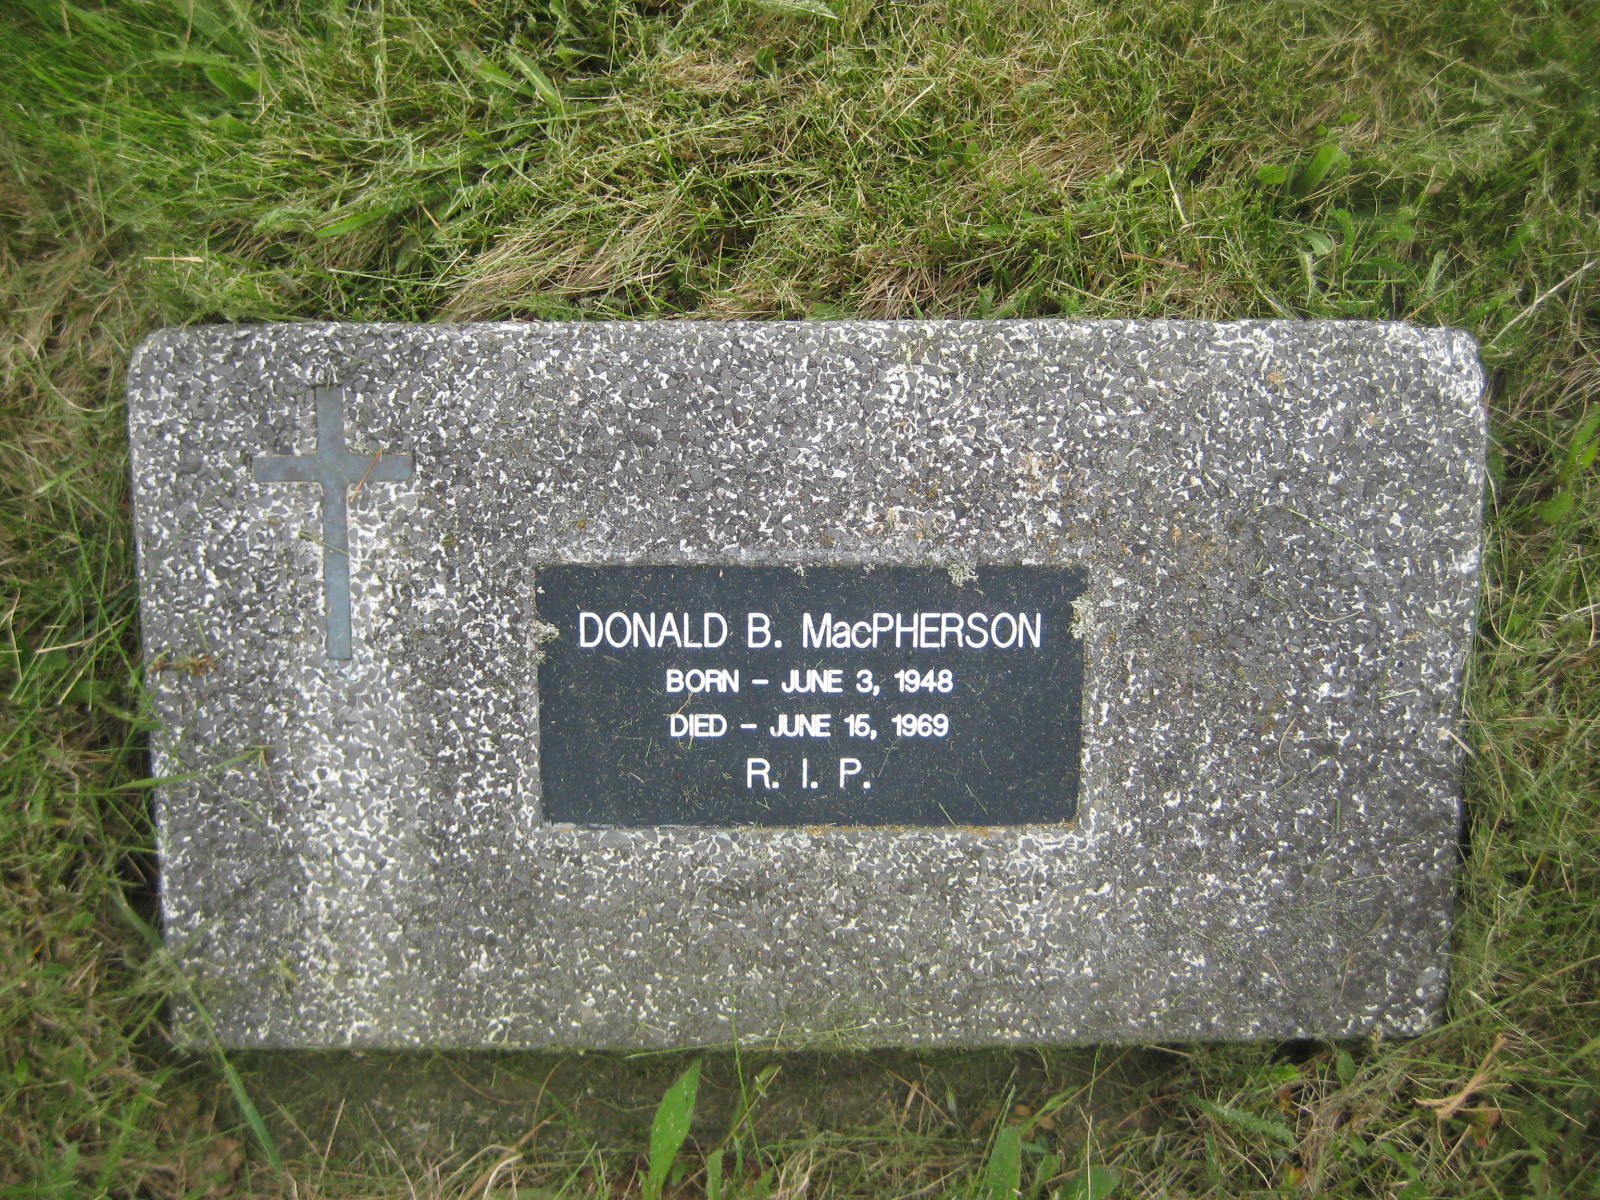 DONALD B. MacPHERSON
BORN - JUNE 3, 1948
DIED - JUNE 15, 1969
R. I. P.